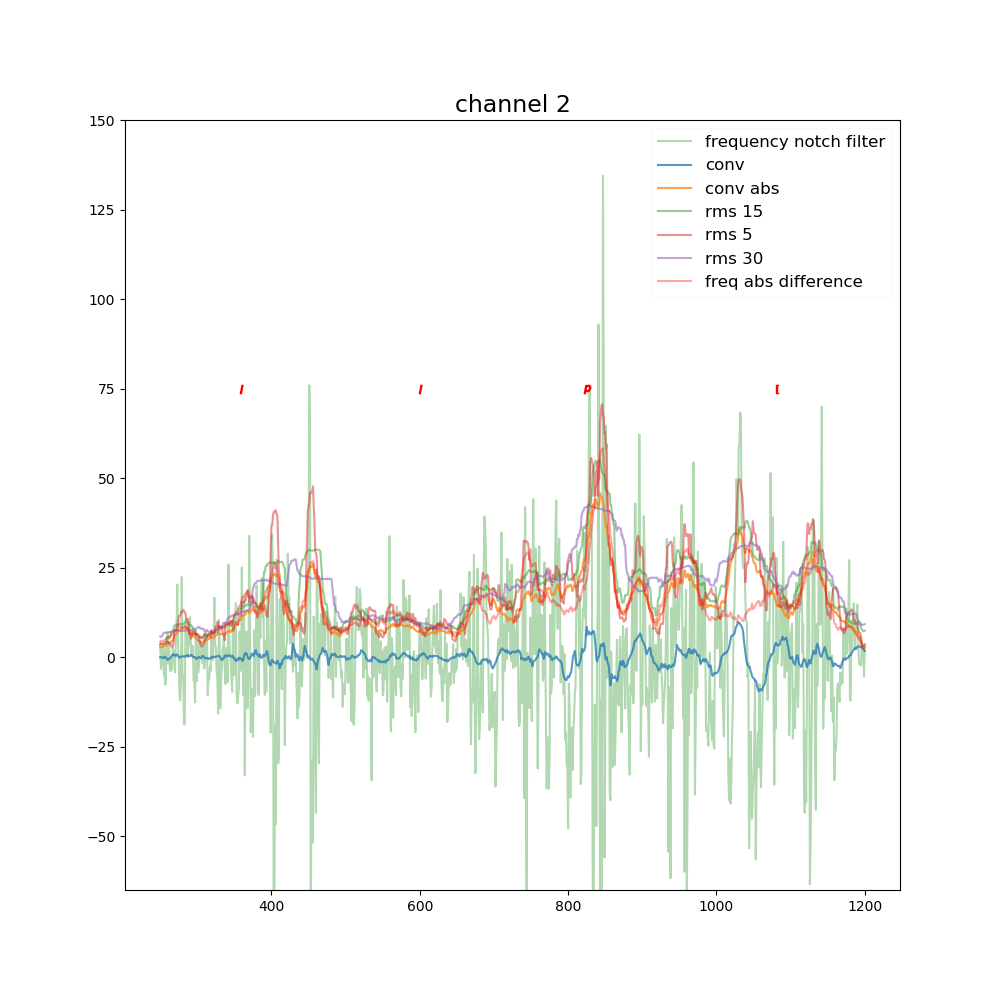 channel 2
150
125
100
75
50
25
0
−25
−50
frequency notch filter
conv
conv abs
rms 15
rms 5
rms 30
freq abs difference
I I p
400 600 800 1000 1200